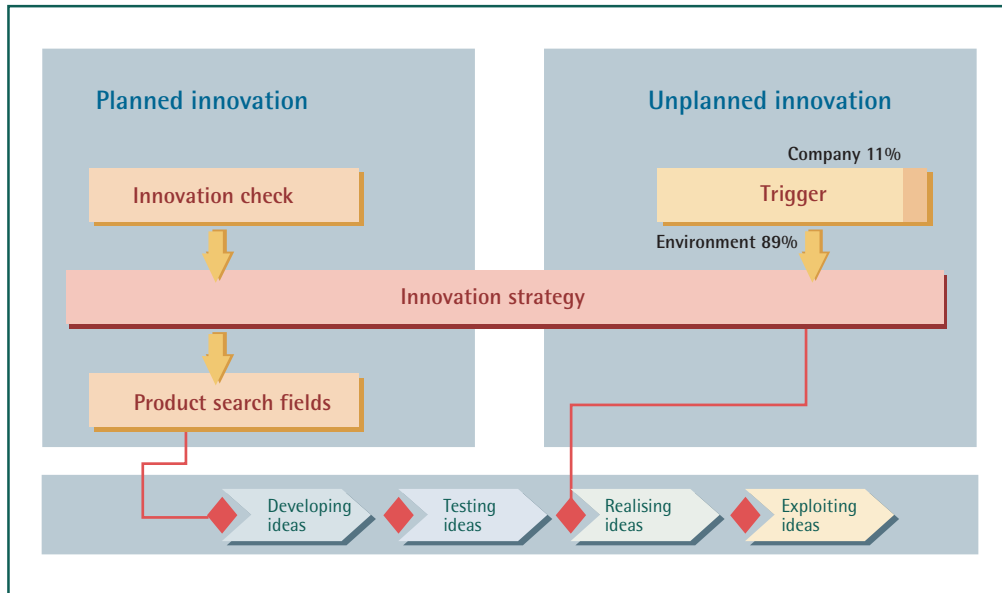 Planned innovation
Unplanned innovation
Company 11%
Innovation check
Trigger
Environment 89%
Innovation strategy
Product search fields
Developing
ideas
Testing
ideas
Realising
ideas
Exploiting
ideas